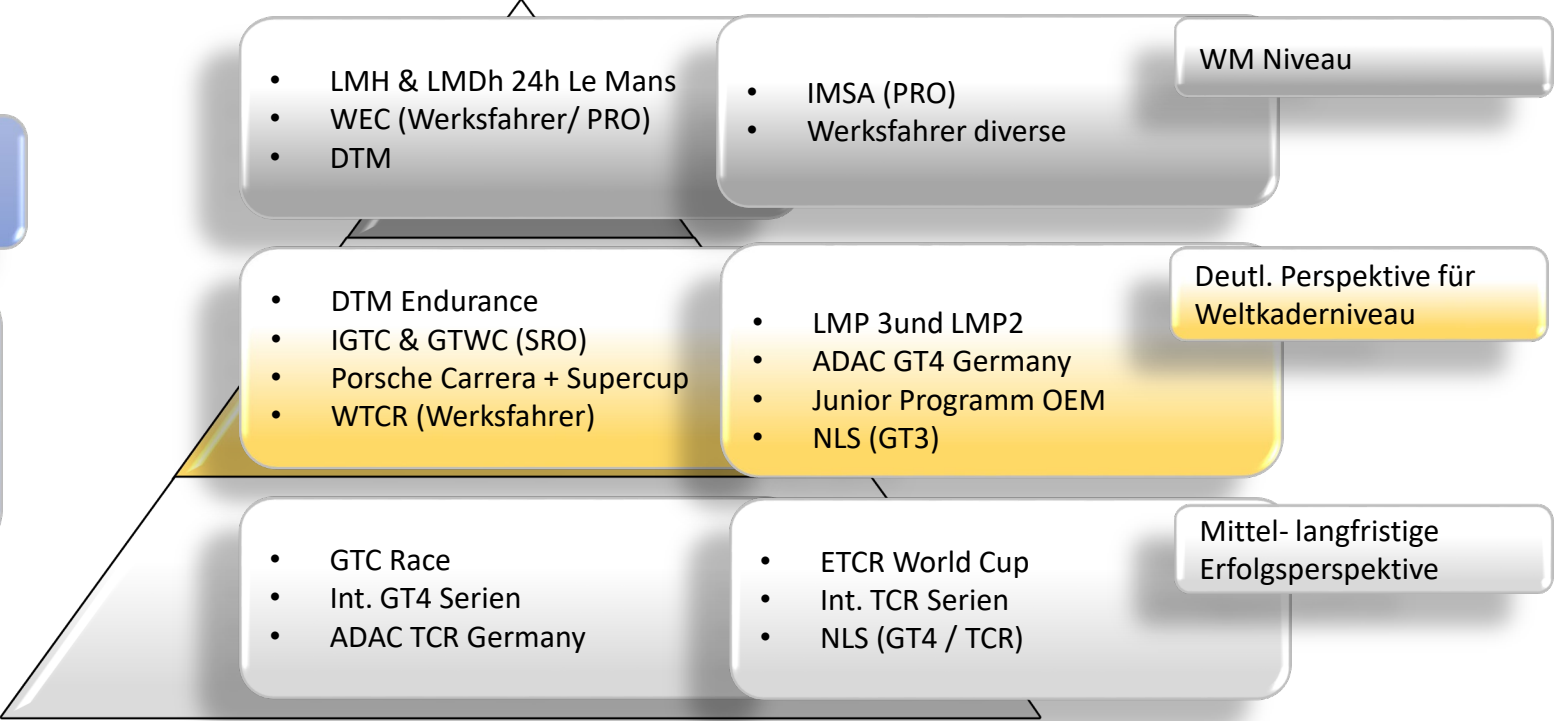 • LMH & LMDh 24h Le Mans
• WEC (Werksfahrer/ PRO)
• DTM
• IMSA (PRO)
• Werksfahrer diverse
WM Niveau
• DTM Endurance
• IGTC & GTWC (SRO)
• Porsche Carrera + Supercup
• WTCR (Werksfahrer)
• LMP 3und LMP2
• ADAC GT4 Germany
• Junior Programm OEM
• NLS (GT3)
Deutl. Perspektive für
Weltkaderniveau
• GTC Race
• Int. GT4 Serien
• ADAC TCR Germany
• ETCR World Cup
• Int. TCR Serien
• NLS (GT4 / TCR)
Mittel- langfristige
Erfolgsperspektive